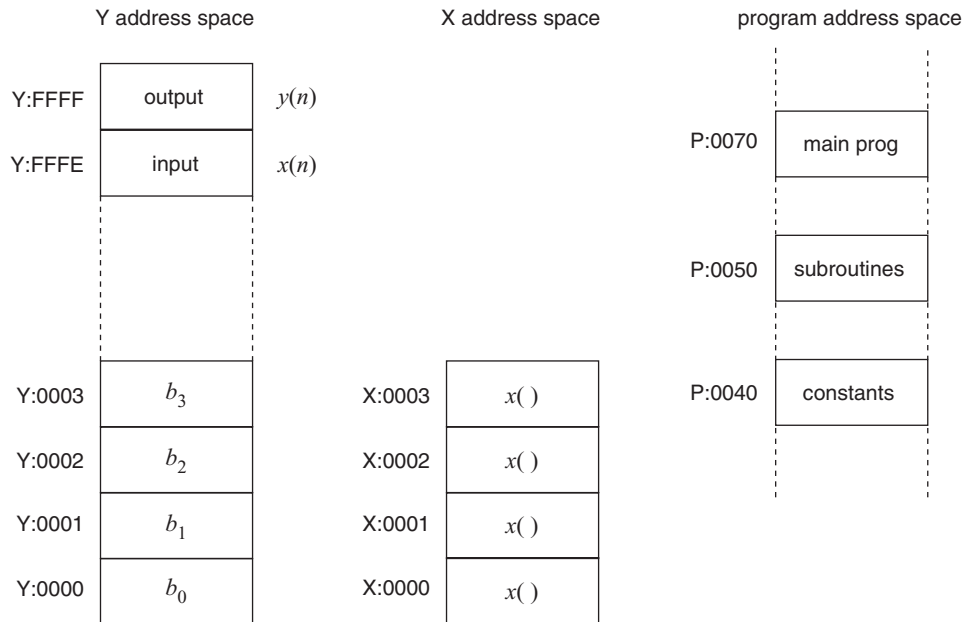 Y address space
X address space
program address space
Y:FFFF output y(n)
Y:FFFE input x(n)
P:0070 main prog
P:0050 subroutines
P:0040 constants
Y:0003 b3
Y:0002 b2
Y:0001 b1
Y:0000 b0
X:0003 x( )
X:0002 x( )
X:0001 x( )
X:0000 x( )